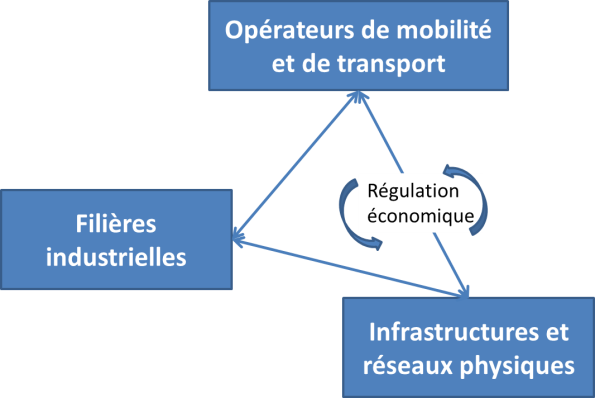 Opérateurs de mobilité
et de transport
Régulation
économique
Filières
industrielles
Infrastructures et
réseaux physiques